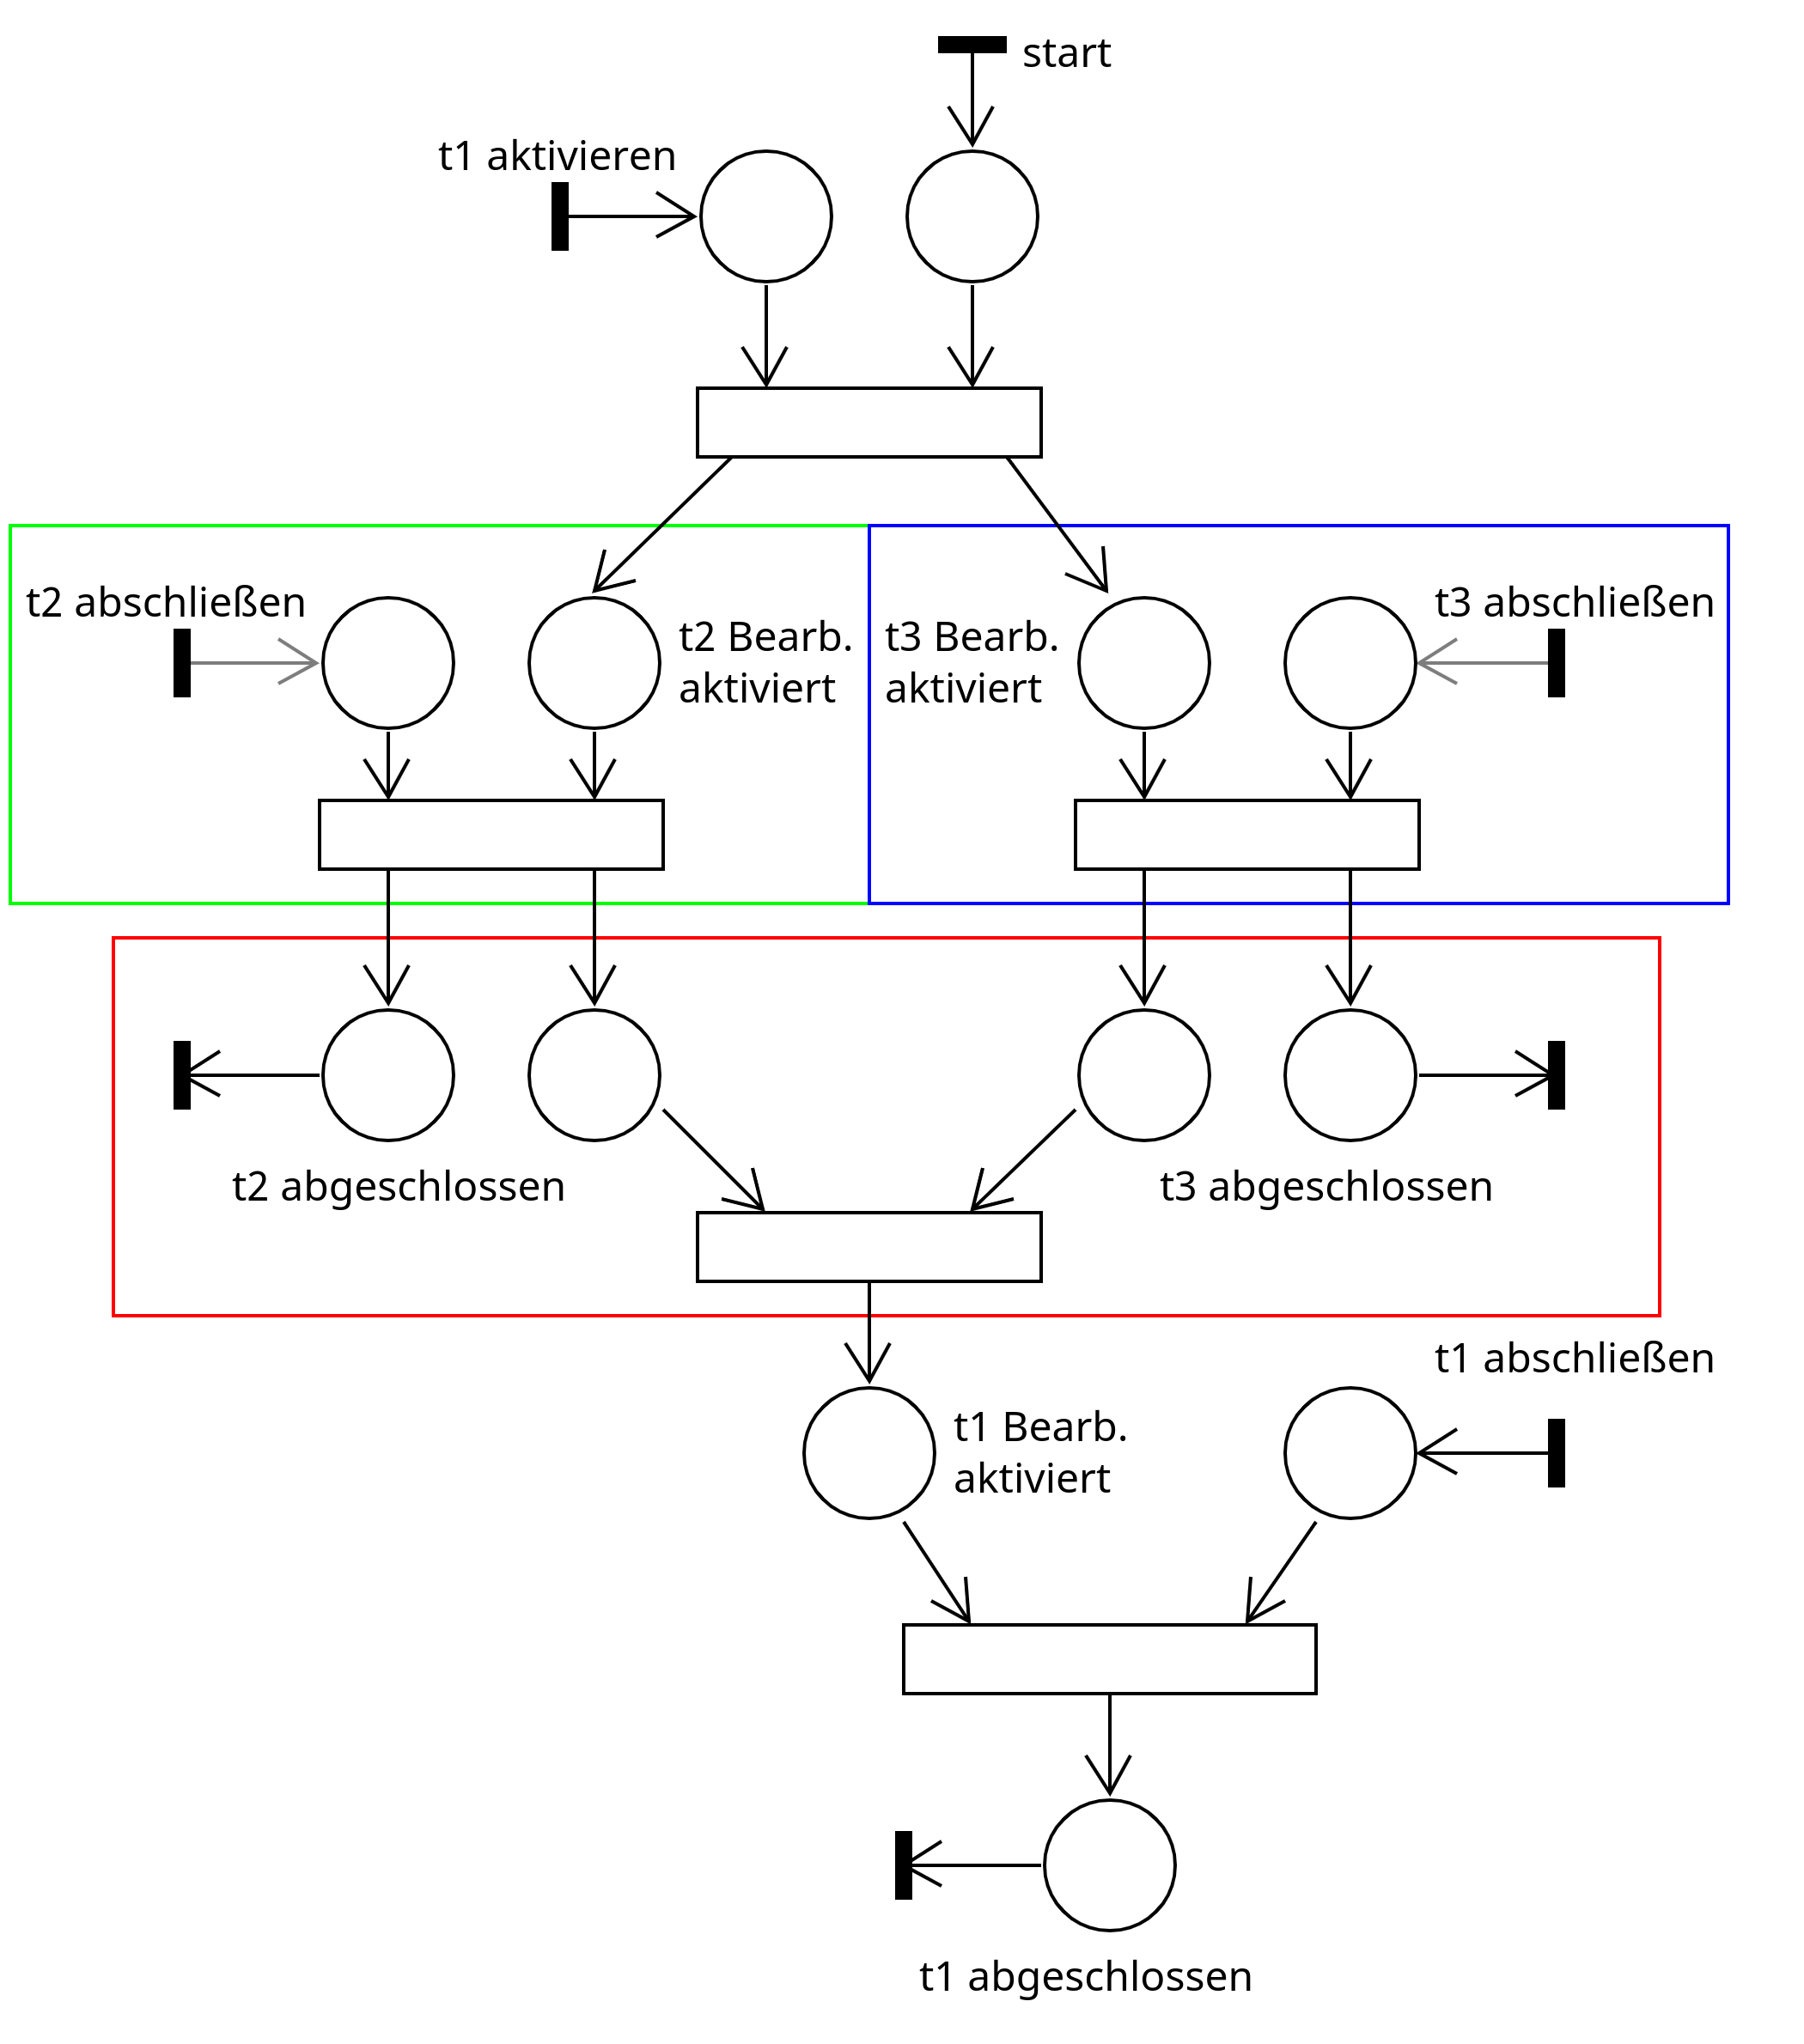 start
t1 aktivieren
t2 abschließen
t2 Bearb.
aktiviert
t3 Bearb.
aktiviert
t3 abschließen
t2 abgeschlossen
t3 abgeschlossen
t1 abschließen
t1 Bearb.
aktiviert
t1 abgeschlossen